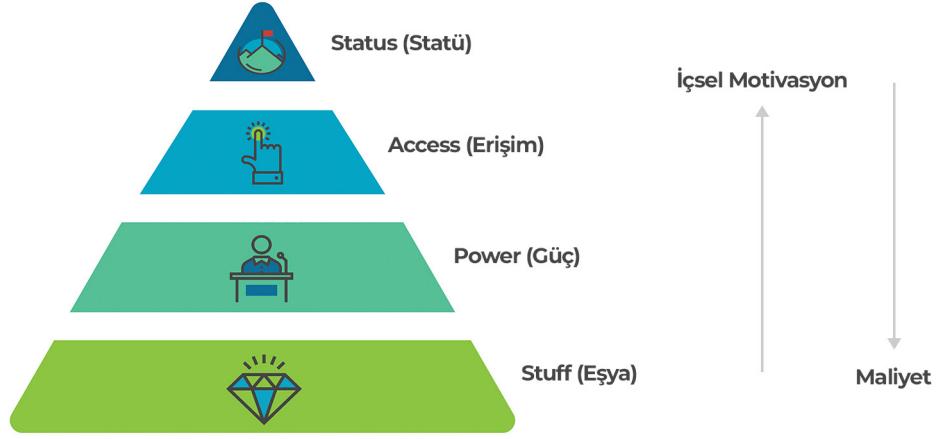 Status (Statü)
İçsel Motivasyon
Access (Erişim)
Power (Güç)
Stuff (Eşya)
Maliyet